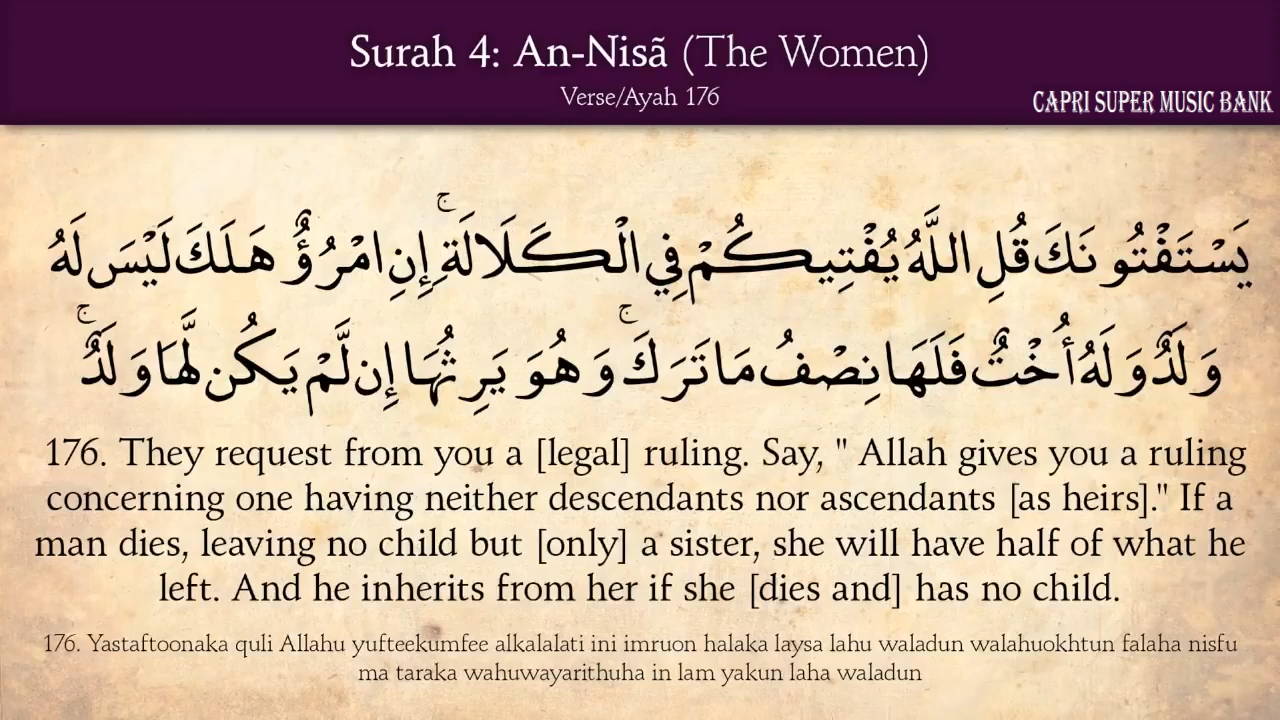 Surah 4: An-Nisã (The Women)
Verse/Ayah 176
CAPRI SUPER MUSIC BANK
يَسْتَفْتُونَكَ قُلِ اللَّهُ يُفْتِيكُمْ فِي الْكَلَالَةِ ۚ إِنِ امْرُؤٌ هَلَكَ لَيْسَ لَهُ
وَلَدٌ وَلَهُ أُخْتٌ فَلَهَا نِصْفُ مَا تَرَكَ ۚ وَهُوَ يَرِثُهَا إِن لَّمْ يَكُن لَّهَا وَلَدٌ ۚ
176. They request from you a [legal] ruling. Say, " Allah gives you a ruling
concerning one having neither descendants nor ascendants [as heirs]." If a
man dies, leaving no child but [only] a sister, she will have half of what he
left. And he inherits from her if she [dies and] has no child.
176. Yastaftoonaka quli Allahu yufteekumfee alkalalati ini imruon halaka laysa lahu waladun walahuokhtun falaha nisfu
ma taraka wahuwayarithuha in lam yakun laha waladun